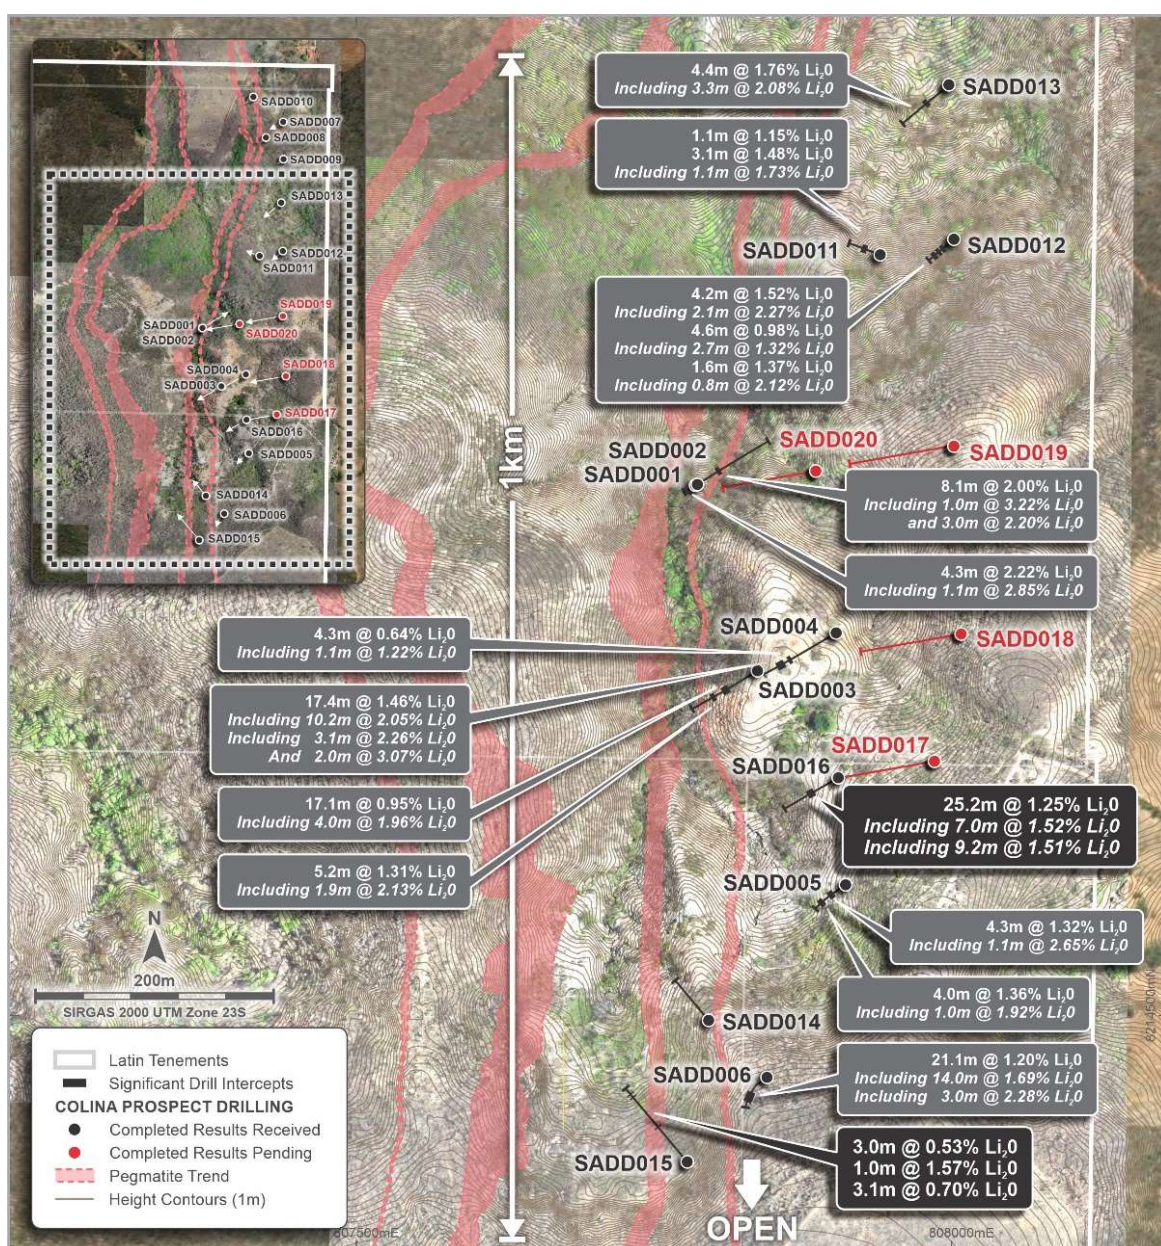 SADD010
SADD007
SADD008
SADD009
SADD013
SADD012
SADD011
SADD019
SADD001
SADD020
SADD002
SADD018
SADD004
SADD003
SADD017
SADD016
SADD005
SADD014
SADD006
SADD015
4.4m @ 1.76% Li₂0
Including 3.3m @ 2.08% Li₂0
SADD013
1.1m @ 1.15% Li₂0
3.1m @ 1.48% Li₂0
Including 1.1m @ 1.73% Li₂0
SADD011
SADD012
4.2m @ 1.52% Li₂0
Including 2.1m @ 2.27% Li₂0
4.6m @ 0.98% Li₂0
Including 2.7m @ 1.32% Li₂0
1.6m @ 1.37% Li₂0
Including 0.8m @ 2.12% Li₂0
1km
SADD002
SADD001
SADD020
SADD019
8.1m @ 2.00% Li₂0
Including 1.0m @ 3.22% Li₂0
and 3.0m @ 2.20% Li₂0
4.3m @ 2.22% Li₂0
Including 1.1m @ 2.85% Li₂0
SADD004
SADD018
SADD003
4.3m @ 0.64% Li₂0
Including 1.1m @ 1.22% Li₂0
17.4m @ 1.46% Li₂0
Including 10.2m @ 2.05% Li₂0
Including 3.1m @ 2.26% Li₂0
And 2.0m @ 3.07% Li₂0
17.1m @ 0.95% Li₂0
Including 4.0m @ 1.96% Li₂0
5.2m @ 1.31% Li₂0
Including 1.9m @ 2.13% Li₂0
SADD017
SADD016
25.2m @ 1.25% Li₂0
Including 7.0m @ 1.52% Li₂0
Including 9.2m @ 1.51% Li₂0
SADD005
4.3m @ 1.32% Li₂0
Including 1.1m @ 2.65% Li₂0
4.0m @ 1.36% Li₂0
Including 1.0m @ 1.92% Li₂0
SADD014
SADD006
21.1m @ 1.20% Li₂0
Including 14.0m @ 1.69% Li₂0
Including 3.0m @ 2.28% Li₂0
SADD015
3.0m @ 0.53% Li₂0
1.0m @ 1.57% Li₂0
3.1m @ 0.70% Li₂0
OPEN
N
200m
SIRGAS 2000 UTM Zone 23S
Latin Tenements
Significant Drill Intercepts
COLINA PROSPECT DRILLING
Completed Results Received
Completed Results Pending
Pegmatite Trend
Height Contours (1m)
807500mE
808000mE